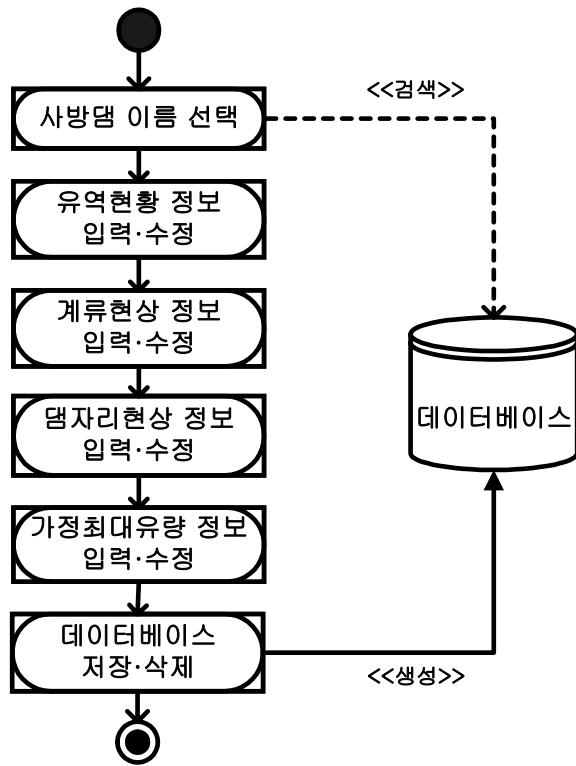 <<검색>>
사방댐 이름 선택
유역현황 정보
입력·수정
계류현상 정보
입력·수정
댐자리현상 정보
입력·수정
데이터베이스
가정최대유량 정보
입력·수정
데이터베이스
저장·삭제
<<생성>>